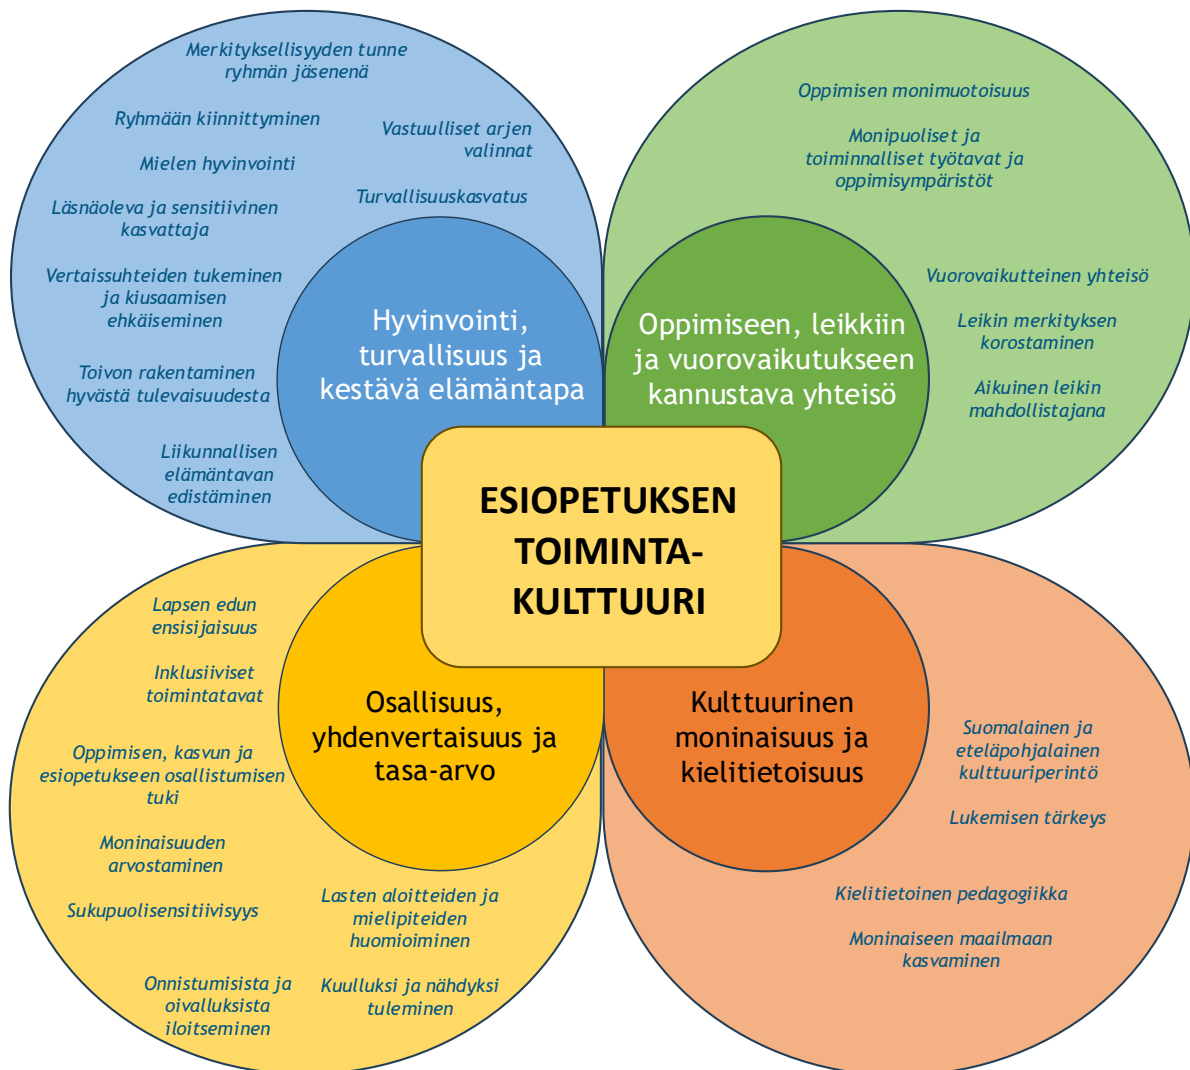 Merkityksellisyyden tunne
ryhmän jäsenenä
Ryhmään kiinnittyminen
Vastuulliset arjen
valinnat
Mielen hyvinvointi
Turvallisuuskasvatus
Läsnäoleva ja sensitiivinen
kasvattaja
Vertaissuhteiden tukeminen
ja kiusaamisen
ehkäiseminen
Toivon rakentaminen
hyvästä tulevaisuudesta
Liikunnallisen
elämäntavan
edistäminen
Hyvinvointi,
turvallisuus ja
kestävä elämäntapa
Oppimisen monimuotoisuus
Monipuoliset ja
toiminnalliset työtavat ja
oppimisympäristöt
Vuorovaikutteinen yhteisö
Leikin merkityksen
korostaminen
Aikuinen leikin
mahdollistajana
Oppimiseen, leikkiin
ja vuorovaikutukseen
kannustava yhteisö
ESIOPETUKSEN
TOIMINTA-
KULTTUURI
Lapsen edun
ensisijaisuus
Inklusiiviset
toimintatavat
Oppimisen, kasvun ja
esiopetukseen osallistumisen
tuki
Moninaisuuden
arvostaminen
Sukupuolisensitiivisyys
Lasten aloitteiden ja
mielipiteiden
huomioiminen
Onnistumisista ja
oivalluksista
iloitseminen
Kuulluksi ja nähdyksi
tuleminen
Osallisuus,
yhdenvertaisuus ja
tasa-arvo
Kulttuurinen
moninaisuus ja
kielitietoisuus
Suomalainen ja
eteläpohjalainen
kulttuuriperintö
Lukemisen tärkeys
Kielitietoinen pedagogiikka
Moninaiseen maailmaan
kasvaminen